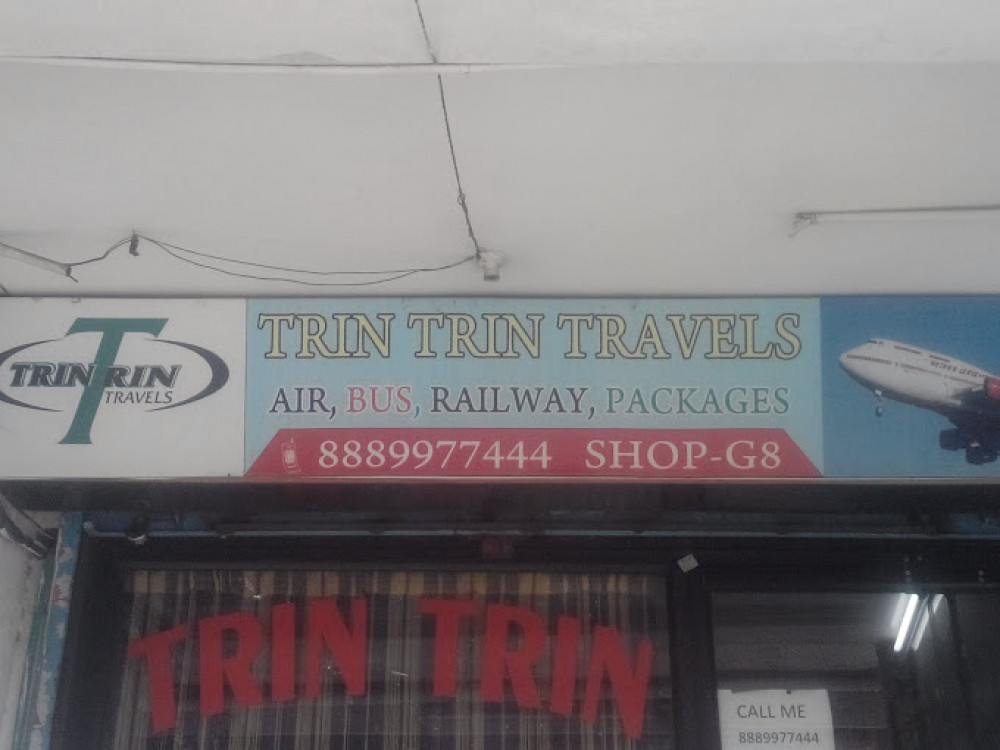 TRIN TRIN
TRAVELS
TRIN TRIN TRAVELS
AIR, BUS, RAILWAY, PACKAGES
8889977444 SHOP-G8
TRIN TRIN
CALL ME
8889977444